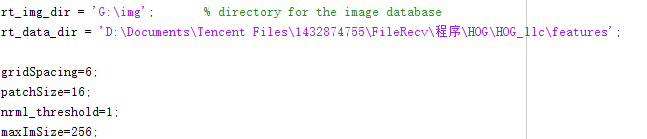 rt_img_dir = 'G:\img';      % directory for the image database
rt_data_dir = 'D:\Documents\Tencent Files\1432874755\FileRecv\程序\HOG\HOG_llc\features';
gridSpacing=6;
patchSize=16;
nrml_threshold=1;
maxImSize=256;